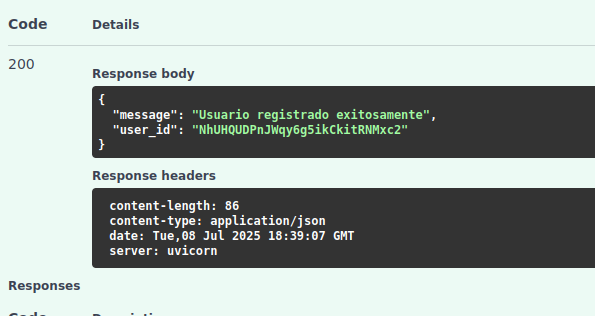 Code Details
200
Response body
{
"message": "Usuario registrado exitosamente",
"user_id": "NhUHQUDPnJWqy6g5ikCkitRNMxc2"
}
Response headers
content-length: 86
content-type: application/json
date: Tue,08 Jul 2025 18:39:07 GMT
server: uvicorn
Responses